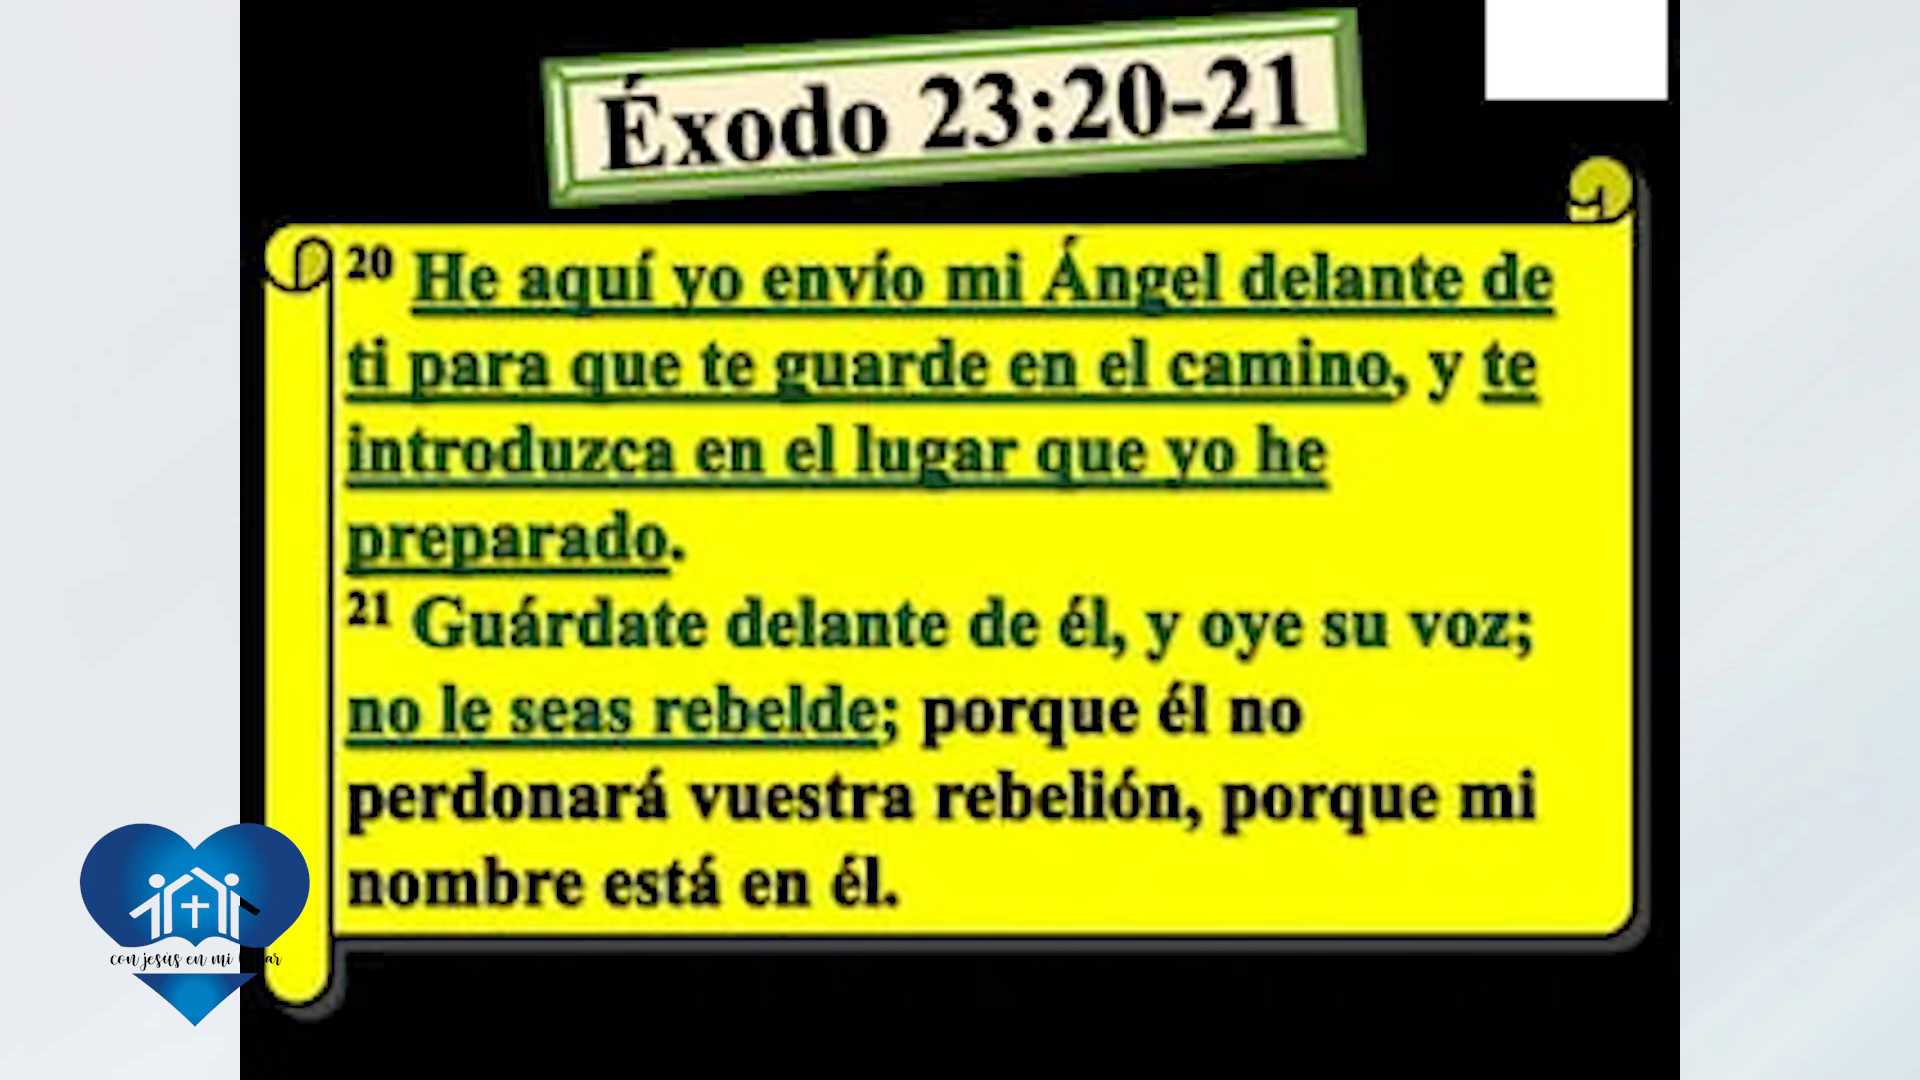 Éxodo 23:20-21
20 He aquí yo envío mi Ángel delante de
ti para que te guarde en el camino, y te
introduzca en el lugar que yo he
preparado.
21 Guárdate delante de él, y oye su voz;
no le seas rebelde; porque él no
perdonará vuestra rebelión, porque mi
nombre está en él.
con jesús en mi